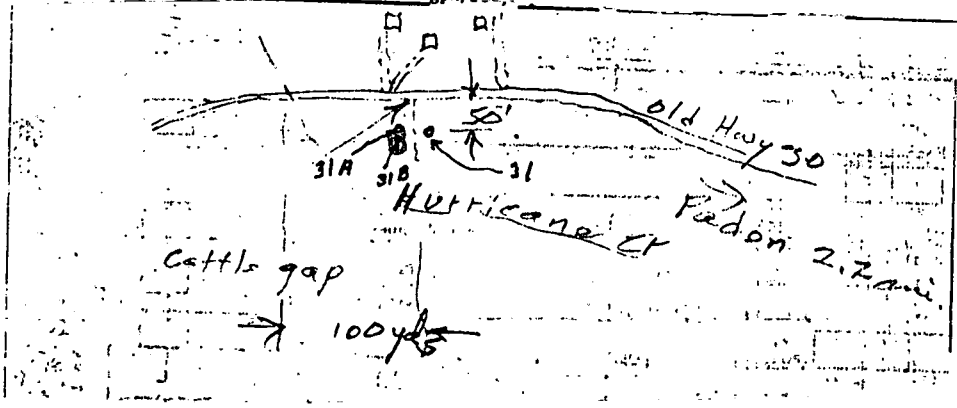 50'
Old Hwy 30
31A
31B
31
Hurricane Cr
Fadon 2.2 mi.
Cattle gap
100 yds